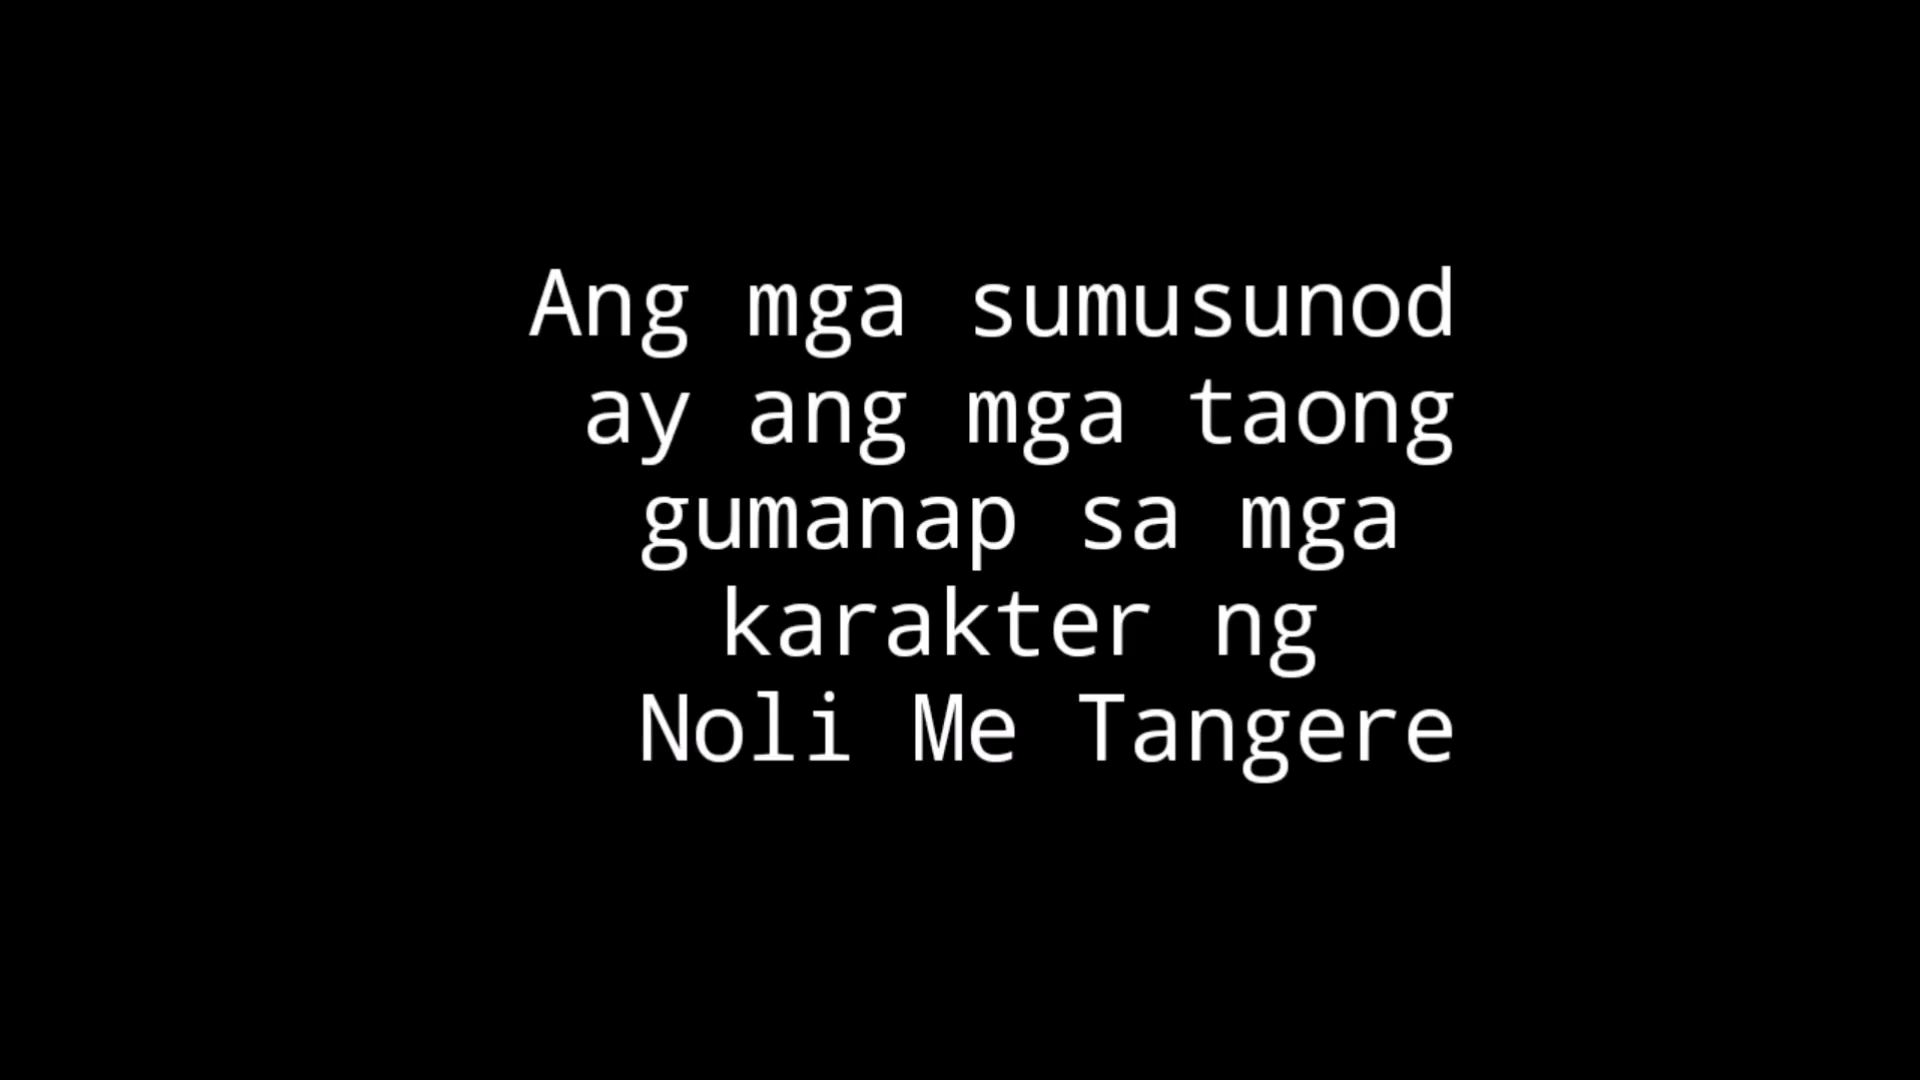 Ang mga sumusunod
ay ang mga taong
gumanap sa mga
karakter ng
Noli Me Tangere